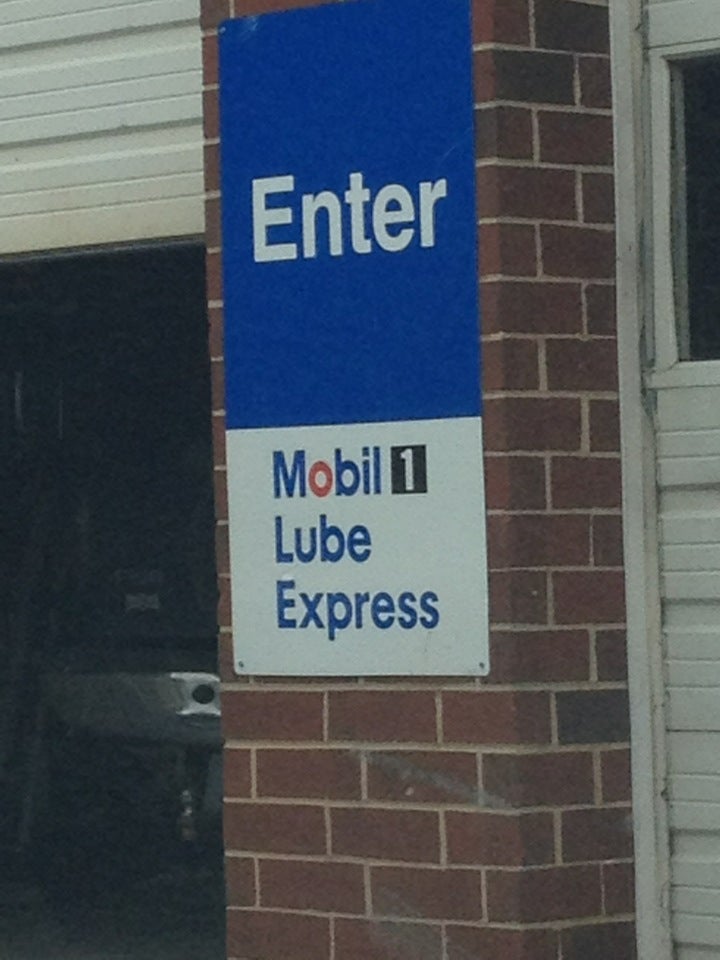 Enter
Mobil 1
Lube
Express